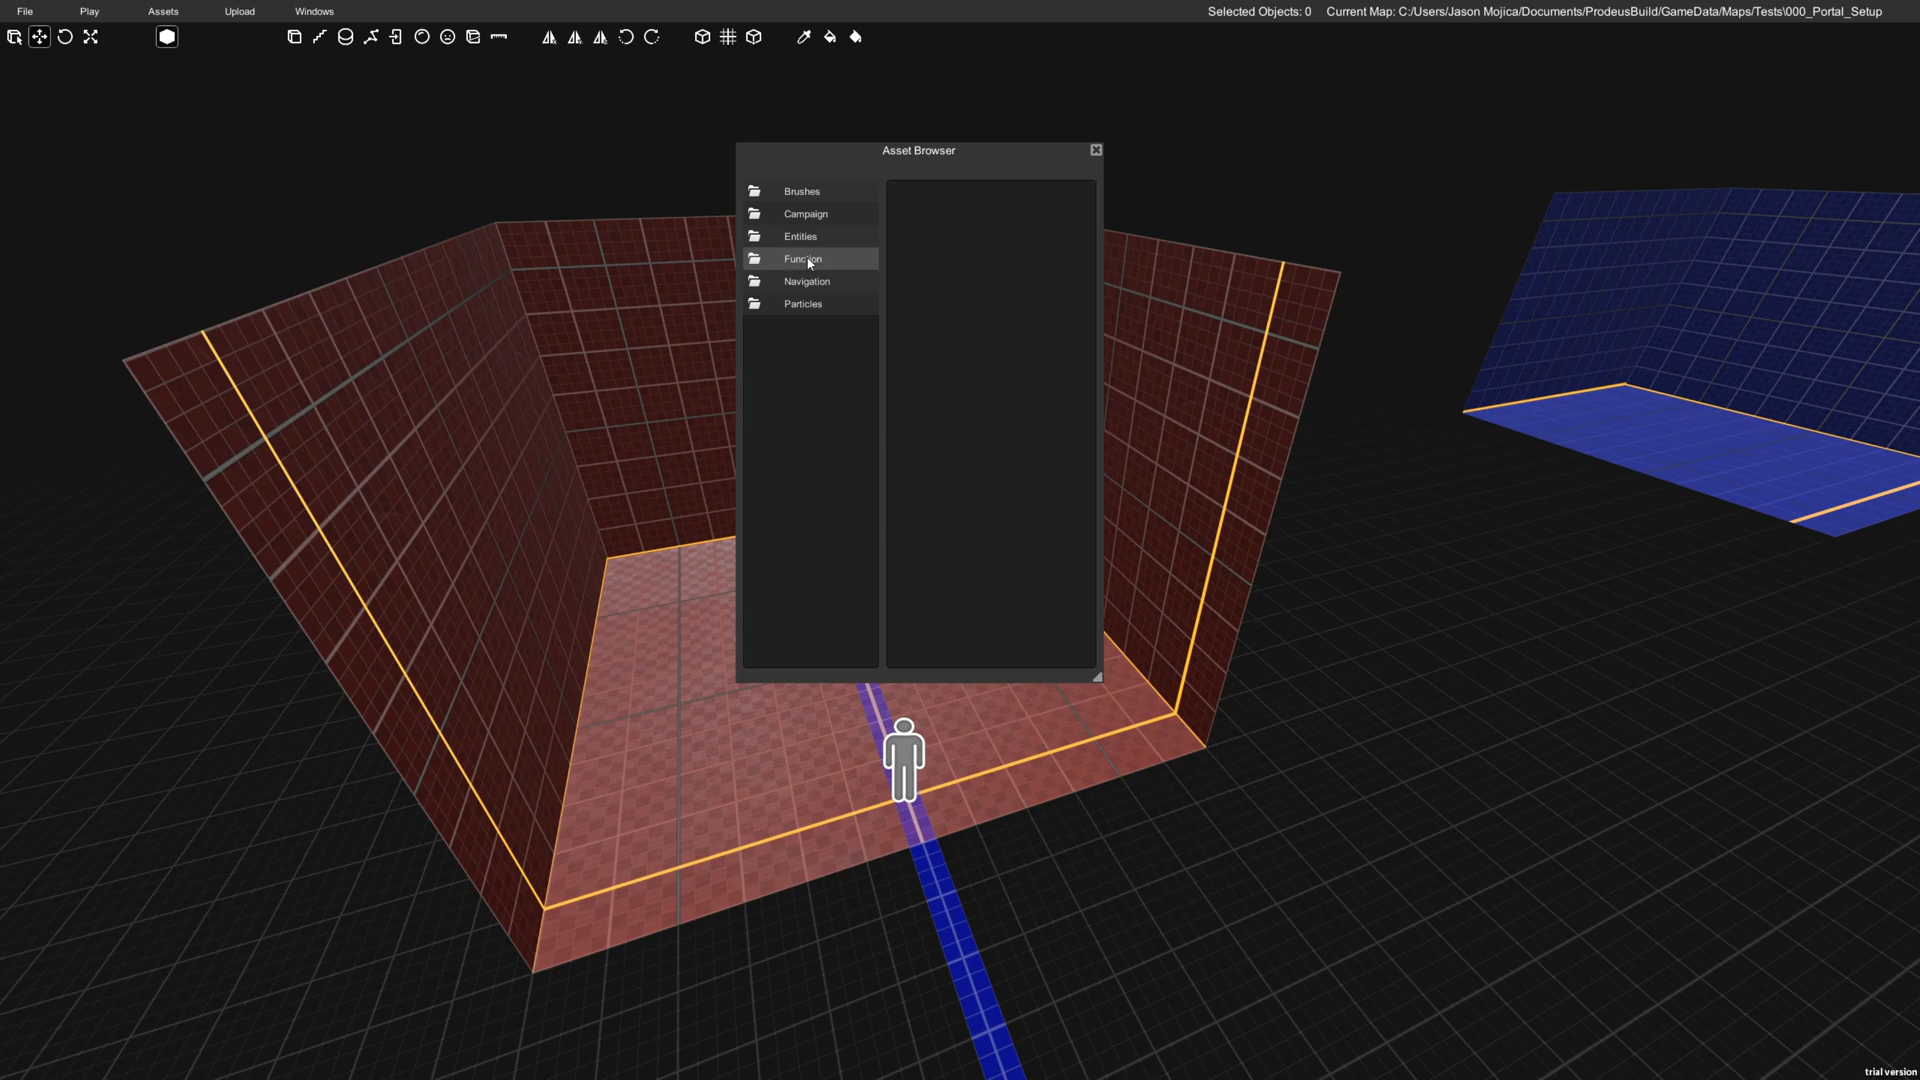 File Play Assets Upload Windows Selected Objects: 0 Current Map: C:/Users/Jason Mojica/Documents/ProdeusBuild/GameData/Maps/Tests\000_Portal_Setup
Asset Browser
Brushes
Campaign
Entities
Function
Navigation
Particles
trial version